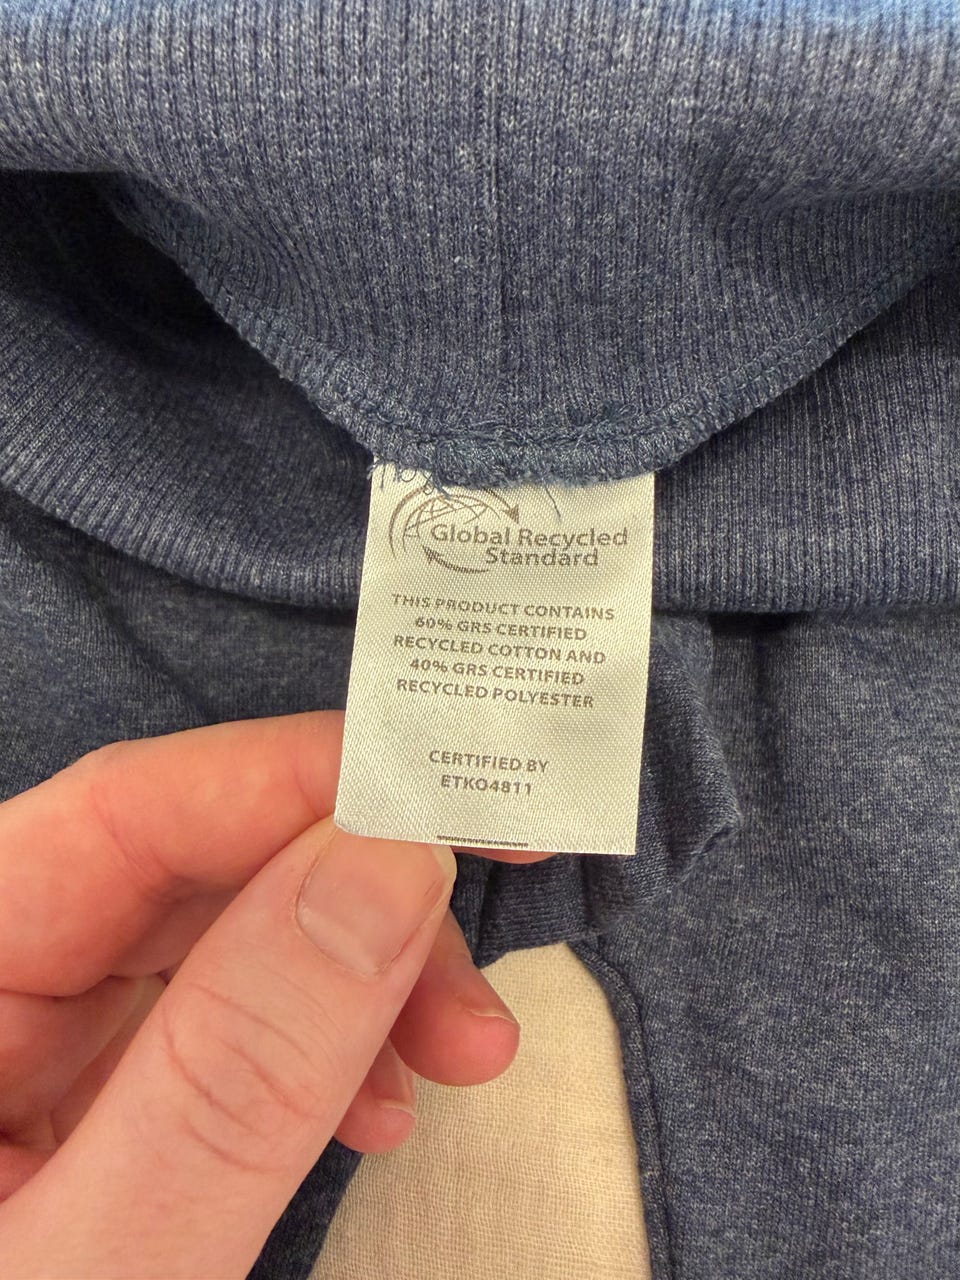 Global Recycled
Standard
THIS PRODUCT CONTAINS
60% GRS CERTIFIED
RECYCLED COTTON AND
40% GRS CERTIFIED
RECYCLED POLYESTER
CERTIFIED BY
ETKO4811